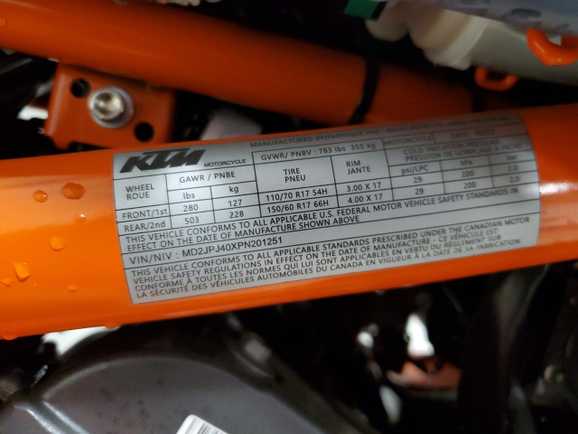 MANUFACTURED
KTM MOTORCYCLE
GVWR / PNBV : 783 lbs 355 kg
WHEEL ROUE GAWR / PNBE TIRE PNEU RIM JANTE COLD
lbs kg psi/LPC kPa bar
FRONT/1st 280 127 110/70 R17 54H 3.00 X 17 29 200 2.0
REAR/2nd 503 228 150/60 R17 66H 4.00 X 17 29 200 2.0
THIS VEHICLE CONFORMS TO ALL APPLICABLE U.S. FEDERAL MOTOR VEHICLE SAFETY STANDARDS IN
EFFECT ON THE DATE OF MANUFACTURE SHOWN ABOVE
VIN/NIV : MD2JPJ40XPN201251
THIS VEHICLE CONFORMS TO ALL APPLICABLE STANDARDS PRESCRIBED UNDER THE CANADIAN MOTOR
VEHICLE SAFETY REGULATIONS IN EFFECT ON THE DATE OF MANUFACTURE - CE VÉHICULE EST
CONFORME À TOUTES LES NORMES QUI LUI SONT APPLICABLES EN VERTU DU RÈGLEMENT SUR
LA SÉCURITÉ DES VÉHICULES AUTOMOBILES DU CANADA EN VIGUEUR À LA DATE DE SA FABRICATION.